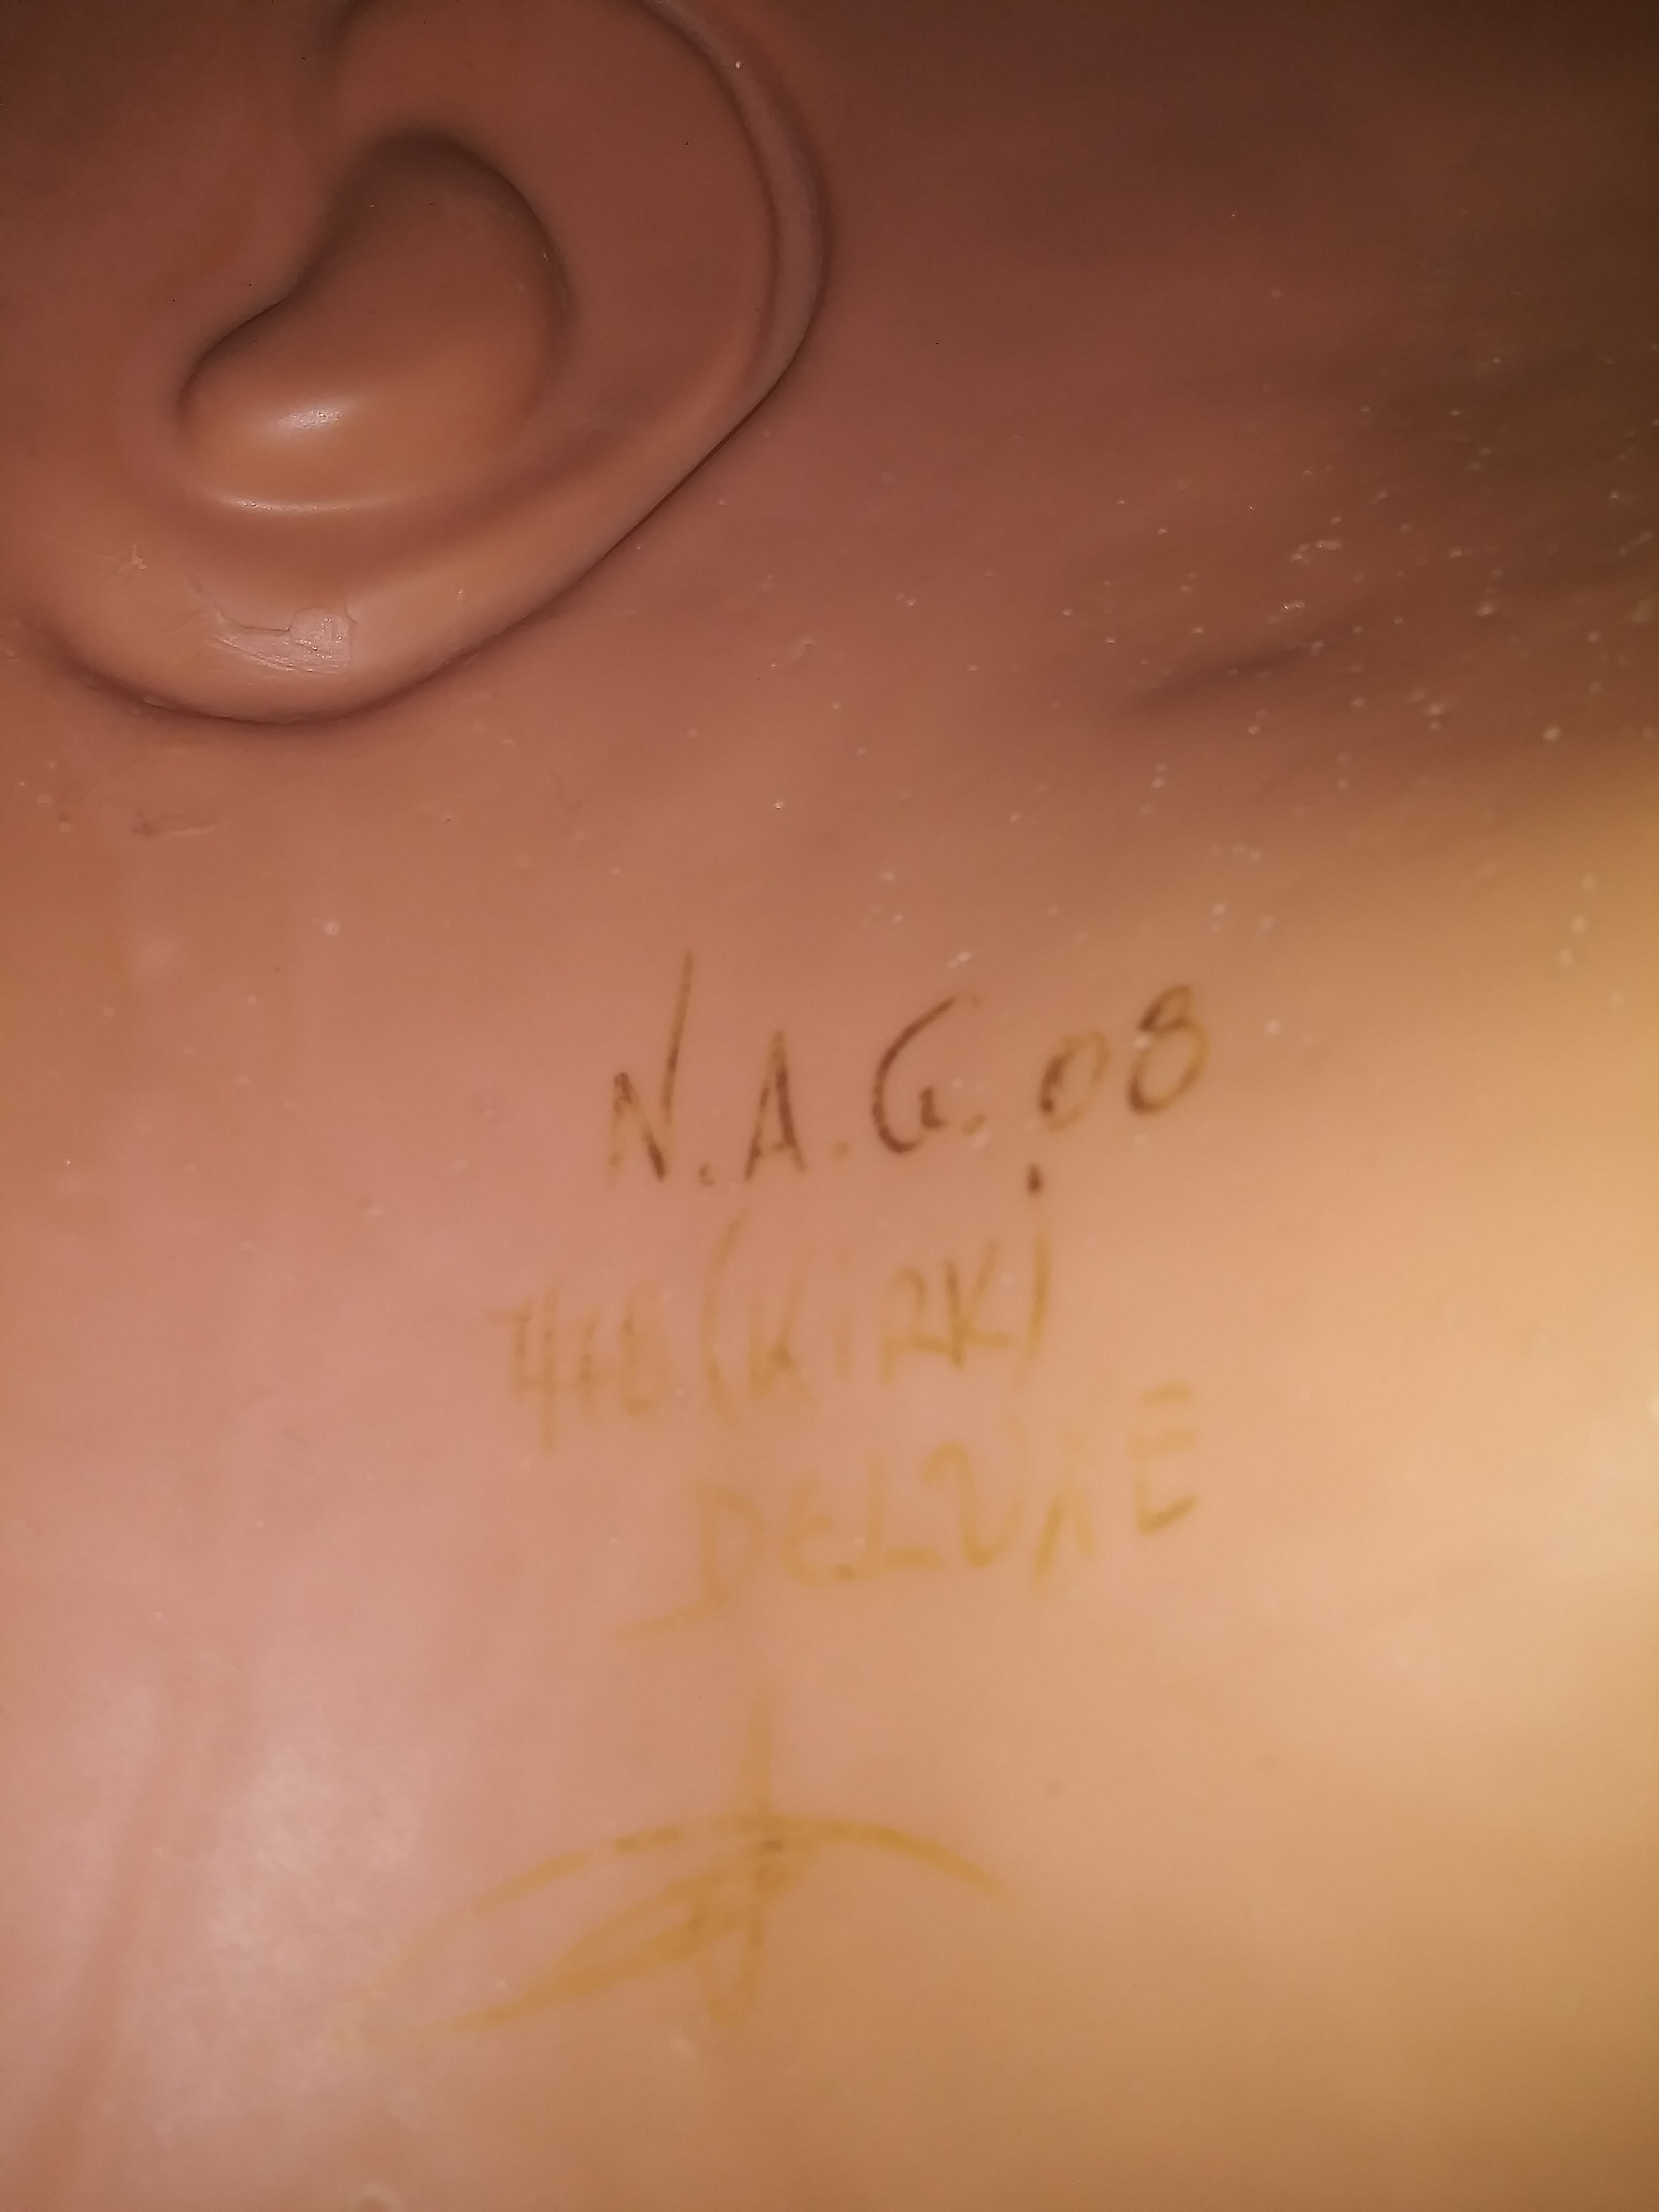 N.A.G. 08
(KIRK)
DELUXE